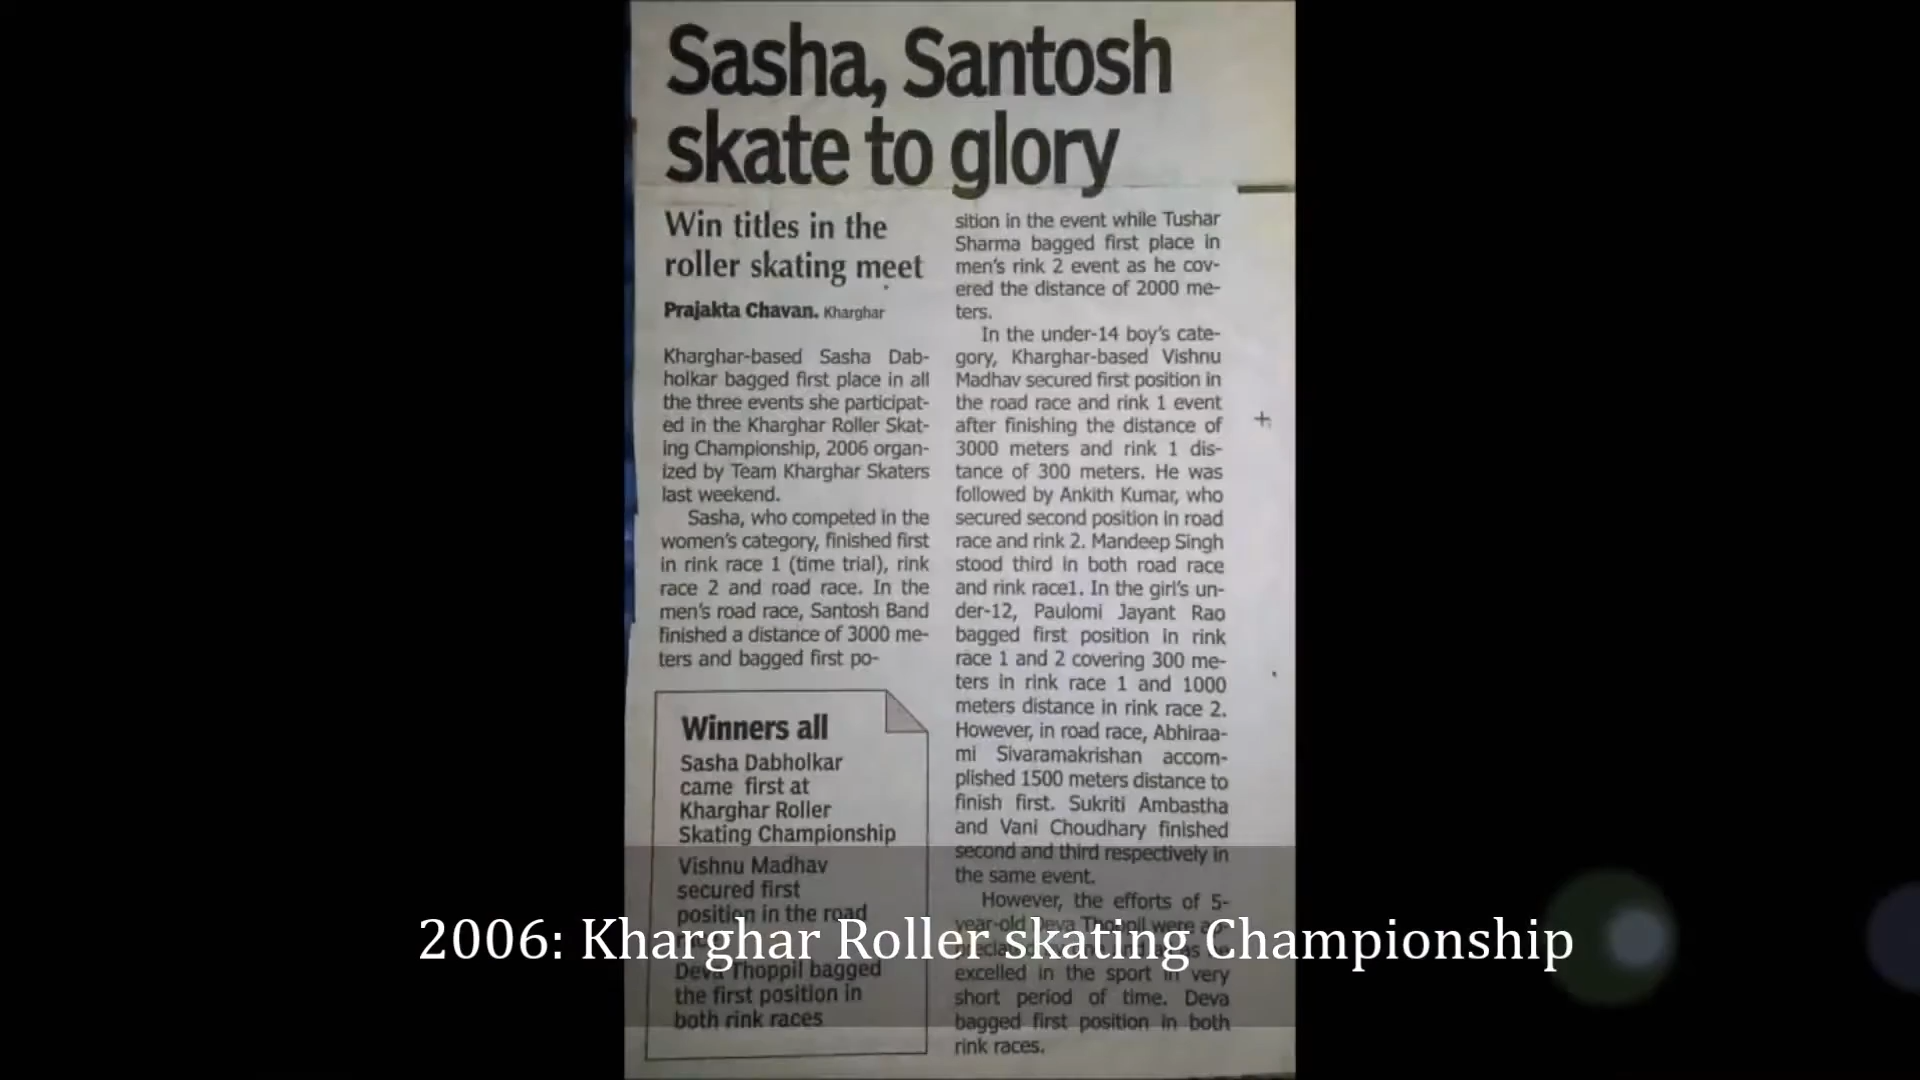 Sasha, Santosh
skate to glory
Win titles in the
roller skating meet
Prajakta Chavan. Kharghar
Kharghar-based Sasha Dab-
holkar bagged first place in all
the three events she participat-
ed in the Kharghar Roller Skat-
ing Championship, 2006 organ-
ized by Team Kharghar Skaters
last weekend.
Sasha, who competed in the
women's category, finished first
in rink race 1 (time trial), rink
race 2 and road race. In the
men's road race, Santosh Band
finished a distance of 3000 me-
ters and bagged first po-
sition in the event while Tushar
Sharma bagged first place in
men's rink 2 event as he cov-
ered the distance of 2000 me-
ters.
In the under-14 boy's cate-
gory, Kharghar-based Vishnu
Madhav secured first position in
the road race and rink 1 event
after finishing the distance of
3000 meters and rink 1 dis-
tance of 300 meters. He was
followed by Ankith Kumar, who
secured second position in road
race and rink 2. Mandeep Singh
stood third in both road race
and rink race1. In the girl's un-
der-12, Paulomi Jayant Rao
bagged first position in rink
race 1 and 2 covering 300 me-
ters in rink race 1 and 1000
meters distance in rink race 2.
However, in road race, Abhiraa-
mi Sivaramakrishan accom-
plished 1500 meters distance to
finish first. Sukriti Ambastha
and Vani Choudhary finished
second and third respectively in
the same event.
However, the efforts of 5-
year-old Deva Thoppil were ap-
excelled in the sport in very
short period of time. Deva
bagged first position in both
rink races.
Winners all
Sasha Dabholkar
came first at
Kharghar Roller
Skating Championship
Vishnu Madhav
secured first
position in the road
Deva Thoppil bagged
the first position in
both rink races
2006: Kharghar Roller skating Championship